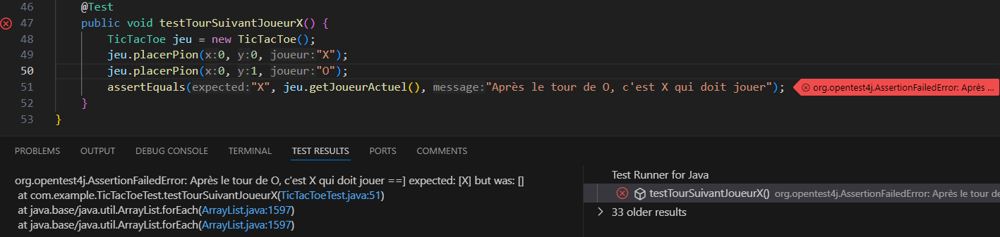 46 @Test
47 public void testTourSuivantJoueurX() {
48 TicTacToe jeu = new TicTacToe();
49 jeu.placerPion(x:0, y:0, joueur:"X");
50 jeu.placerPion(x:0, y:1, joueur:"O");
51 assertEquals(expected:"X", jeu.getJoueurActuel(), message:"Après le tour de O, c'est X qui doit jouer"); org.opentest4j.AssertionFailedError: Après ...
52 }
53 }
PROBLEMS OUTPUT DEBUG CONSOLE TERMINAL TEST RESULTS PORTS COMMENTS
org.opentest4j.AssertionFailedError: Après le tour de O, c'est X qui doit jouer ==] expected: [X] but was: []
at com.example.TicTacToeTest.testTourSuivantJoueurX(TicTacToeTest.java:51)
at java.base/java.util.ArrayList.forEach(ArrayList.java:1597)
at java.base/java.util.ArrayList.forEach(ArrayList.java:1597)
Test Runner for Java
testTourSuivantJoueurX() org.opentest4j.AssertionFailedError: Après le tour de
33 older results